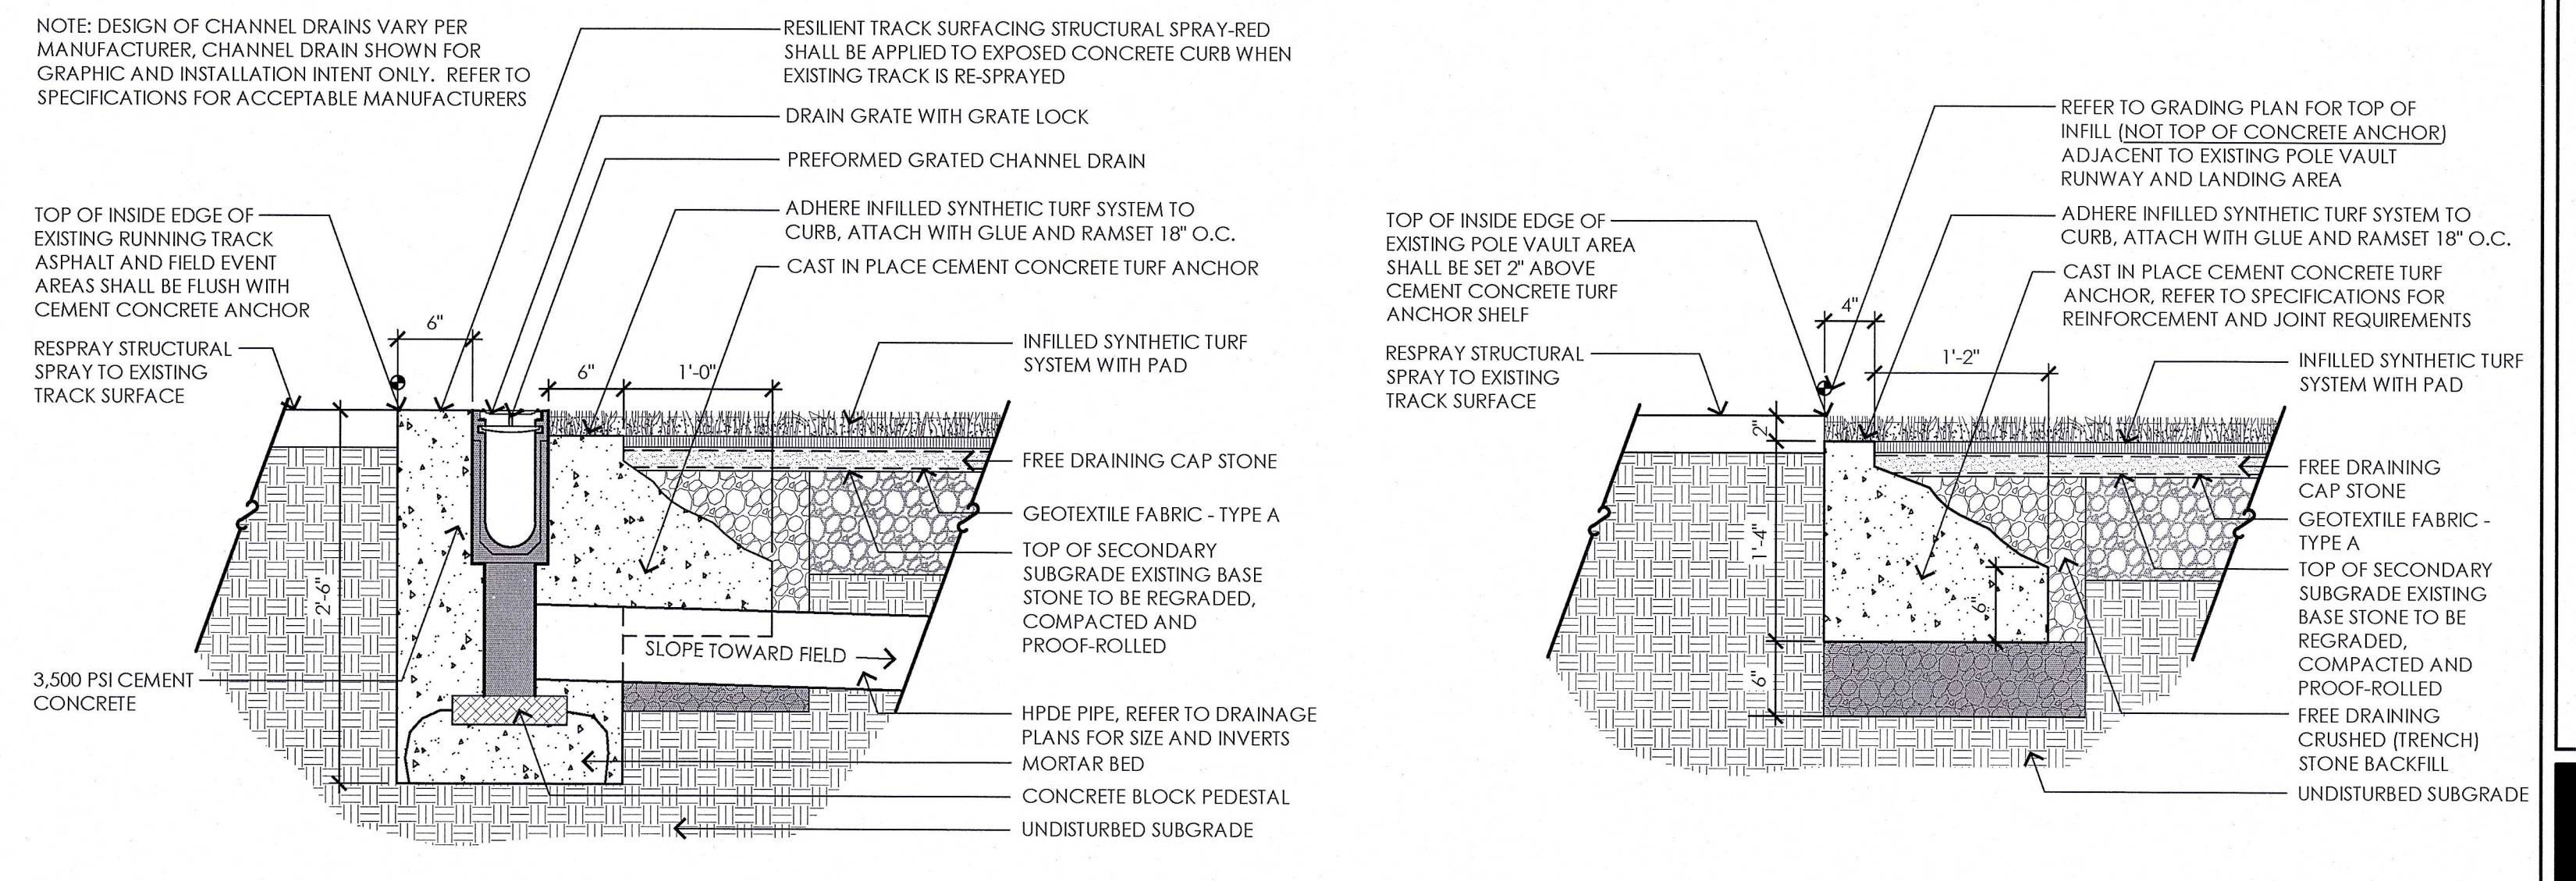 NOTE: DESIGN OF CHANNEL DRAINS VARY PER
MANUFACTURER, CHANNEL DRAIN SHOWN FOR
GRAPHIC AND INSTALLATION INTENT ONLY. REFER TO
SPECIFICATIONS FOR ACCEPTABLE MANUFACTURERS
RESILIENT TRACK SURFACING STRUCTURAL SPRAY-RED
SHALL BE APPLIED TO EXPOSED CONCRETE CURB WHEN
EXISTING TRACK IS RE-SPRAYED
DRAIN GRATE WITH GRATE LOCK
PREFORMED GRATED CHANNEL DRAIN
ADHERE INFILLED SYNTHETIC TURF SYSTEM TO
CURB, ATTACH WITH GLUE AND RAMSET 18" O.C.
CAST IN PLACE CEMENT CONCRETE TURF ANCHOR
TOP OF INSIDE EDGE OF
EXISTING RUNNING TRACK
ASPHALT AND FIELD EVENT
AREAS SHALL BE FLUSH WITH
CEMENT CONCRETE ANCHOR
RESPRAY STRUCTURAL
SPRAY TO EXISTING
TRACK SURFACE
6"
6"
1'-0"
INFILLED SYNTHETIC TURF
SYSTEM WITH PAD
FREE DRAINING CAP STONE
GEOTEXTILE FABRIC - TYPE A
TOP OF SECONDARY
SUBGRADE EXISTING BASE
STONE TO BE REGRADED,
COMPACTED AND
PROOF-ROLLED
2'-6"
SLOPE TOWARD FIELD
3,500 PSI CEMENT
CONCRETE
HPDE PIPE, REFER TO DRAINAGE
PLANS FOR SIZE AND INVERTS
MORTAR BED
CONCRETE BLOCK PEDESTAL
UNDISTURBED SUBGRADE
REFER TO GRADING PLAN FOR TOP OF
INFILL (NOT TOP OF CONCRETE ANCHOR)
ADJACENT TO EXISTING POLE VAULT
RUNWAY AND LANDING AREA
ADHERE INFILLED SYNTHETIC TURF SYSTEM TO
CURB, ATTACH WITH GLUE AND RAMSET 18" O.C.
CAST IN PLACE CEMENT CONCRETE TURF
ANCHOR, REFER TO SPECIFICATIONS FOR
REINFORCEMENT AND JOINT REQUIREMENTS
TOP OF INSIDE EDGE OF
EXISTING POLE VAULT AREA
SHALL BE SET 2" ABOVE
CEMENT CONCRETE TURF
ANCHOR SHELF
RESPRAY STRUCTURAL
SPRAY TO EXISTING
TRACK SURFACE
4"
1'-2"
2"
1'-4"
6"
6"
INFILLED SYNTHETIC TURF
SYSTEM WITH PAD
FREE DRAINING
CAP STONE
GEOTEXTILE FABRIC -
TYPE A
TOP OF SECONDARY
SUBGRADE EXISTING
BASE STONE TO BE
REGRADED,
COMPACTED AND
PROOF-ROLLED
FREE DRAINING
CRUSHED (TRENCH)
STONE BACKFILL
UNDISTURBED SUBGRADE